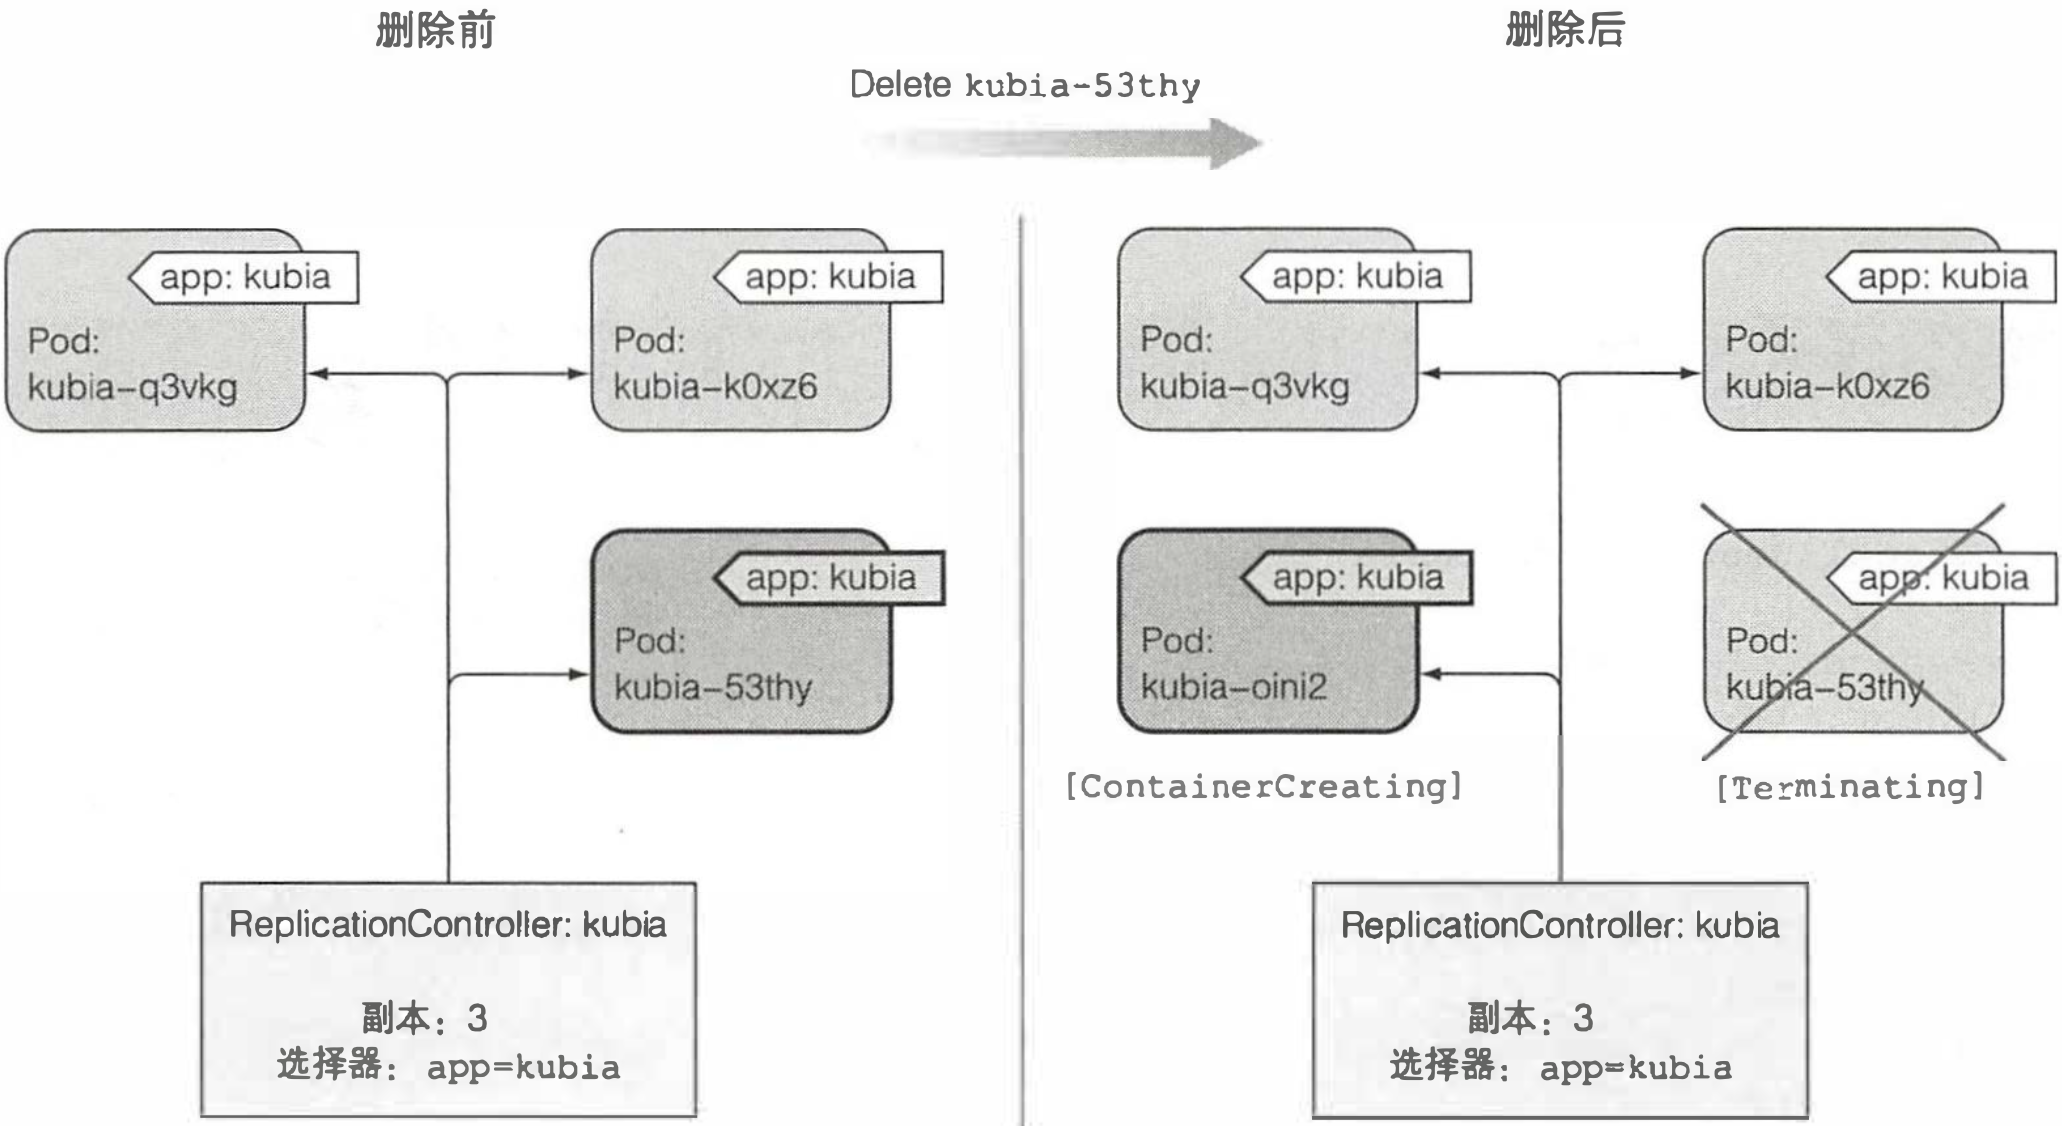 删除前
删除后
Delete kubia-53thy
app: kubia
Pod:
kubia-q3vkg
app: kubia
Pod:
kubia-k0xz6
app: kubia
Pod:
kubia-53thy
ReplicationController: kubia
副本：3
选择器：app=kubia
app: kubia
Pod:
kubia-q3vkg
app: kubia
Pod:
kubia-k0xz6
app: kubia
Pod:
kubia-oini2
[ContainerCreating]
app: kubia
Pod:
kubia-53thy
[Terminating]
ReplicationController: kubia
副本：3
选择器：app=kubia